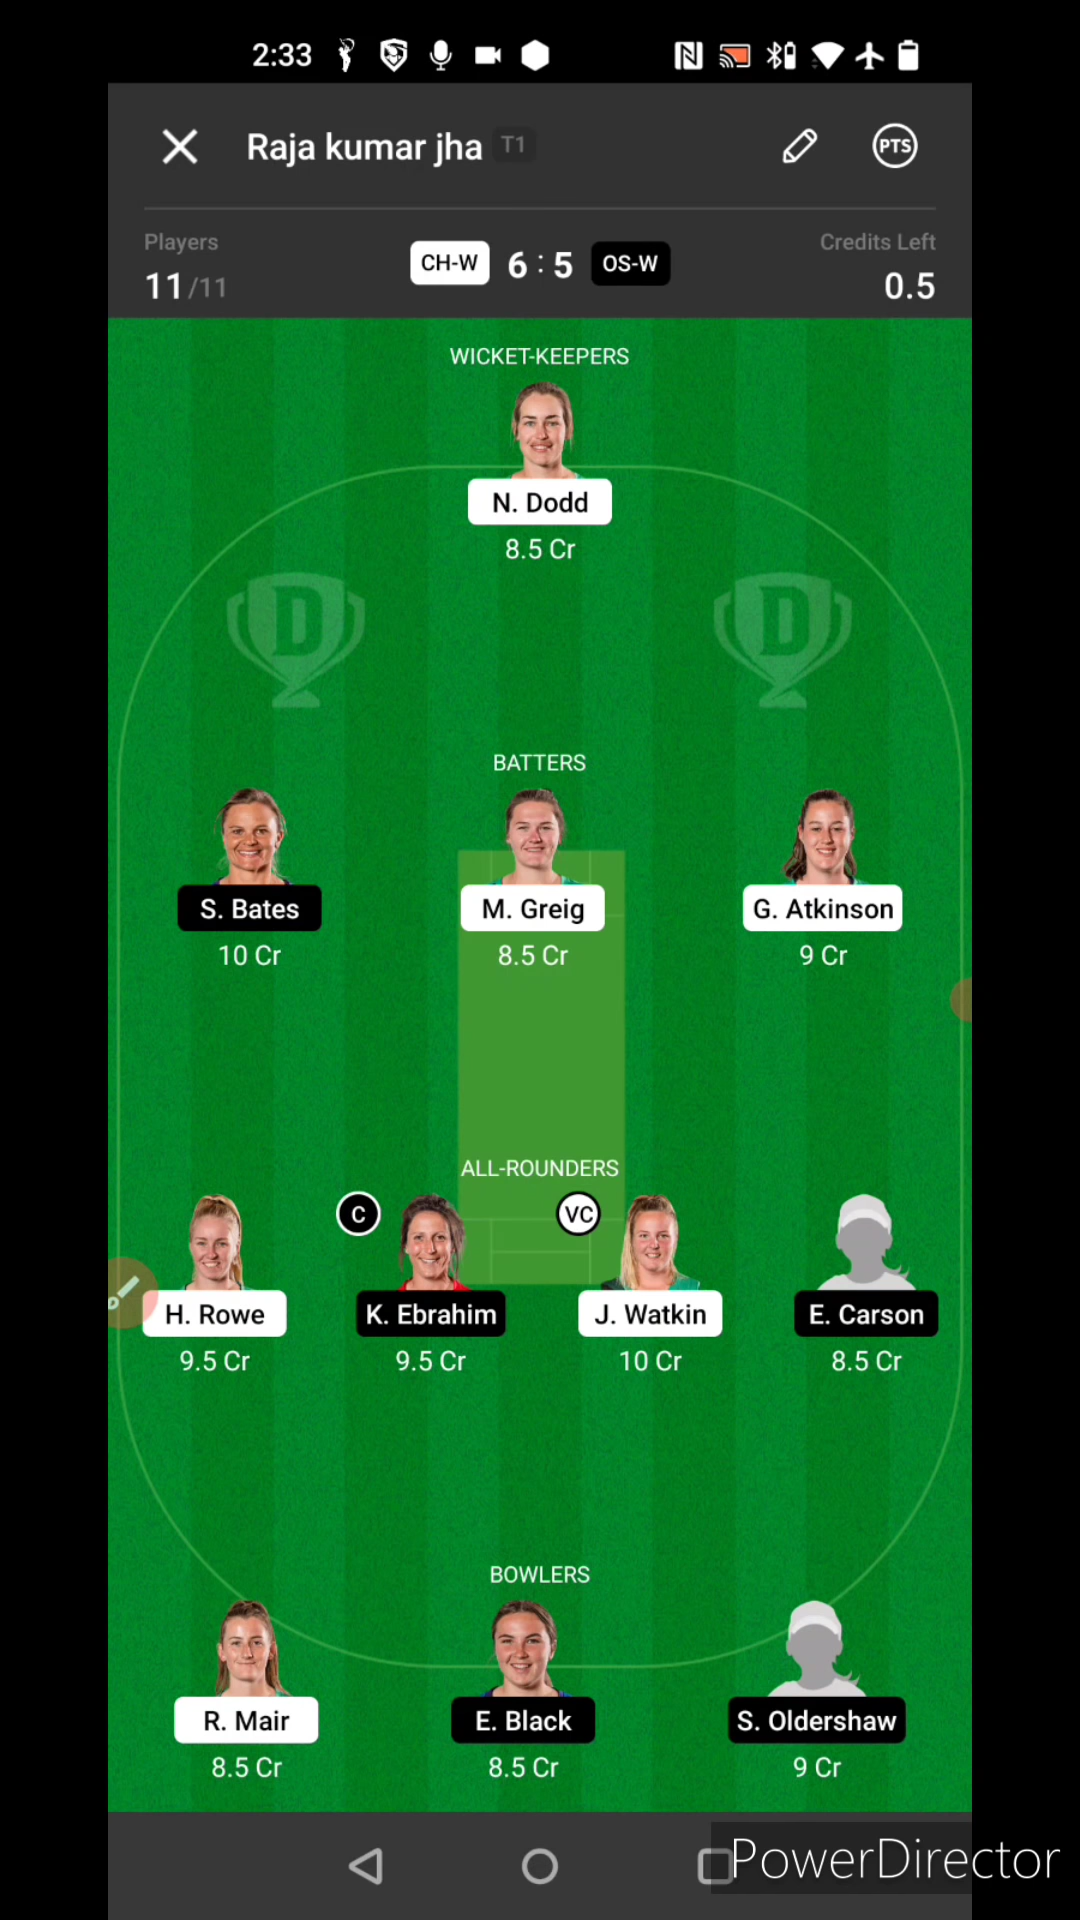 2:33
Raja kumar jha T1
PTS
Players
Credits Left
11/11
CH-W 6 : 5 OS-W
0.5
WICKET-KEEPERS
N. Dodd
8.5 Cr
D D
BATTERS
S. Bates M. Greig G. Atkinson
10 Cr 8.5 Cr 9 Cr
ALL-ROUNDERS
C VC
H. Rowe K. Ebrahim J. Watkin E. Carson
9.5 Cr 9.5 Cr 10 Cr 8.5 Cr
BOWLERS
R. Mair E. Black S. Oldershaw
8.5 Cr 8.5 Cr 9 Cr
PowerDirector